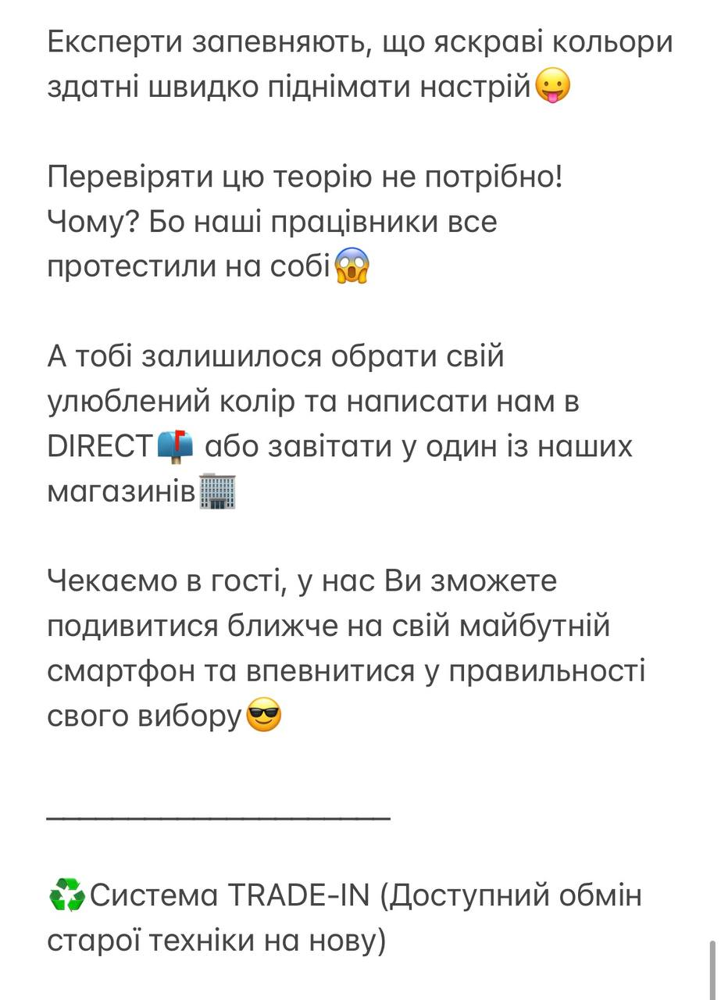 Експерти запевняють, що яскраві кольори
здатні швидко піднімати настрій😛
Перевіряти цю теорію не потрібно!
Чому? Бо наші працівники все
протестили на собі😱
А тобі залишилося обрати свій
улюблений колір та написати нам в
DIRECT📫 або завітати у один із наших
магазинів🏢
Чекаємо в гості, у нас Ви зможете
подивитися ближче на свій майбутній
смартфон та впевнитися у правильності
свого вибору😎
_____________________
♻️Система TRADE-IN (Доступний обмін
старої техніки на нову)